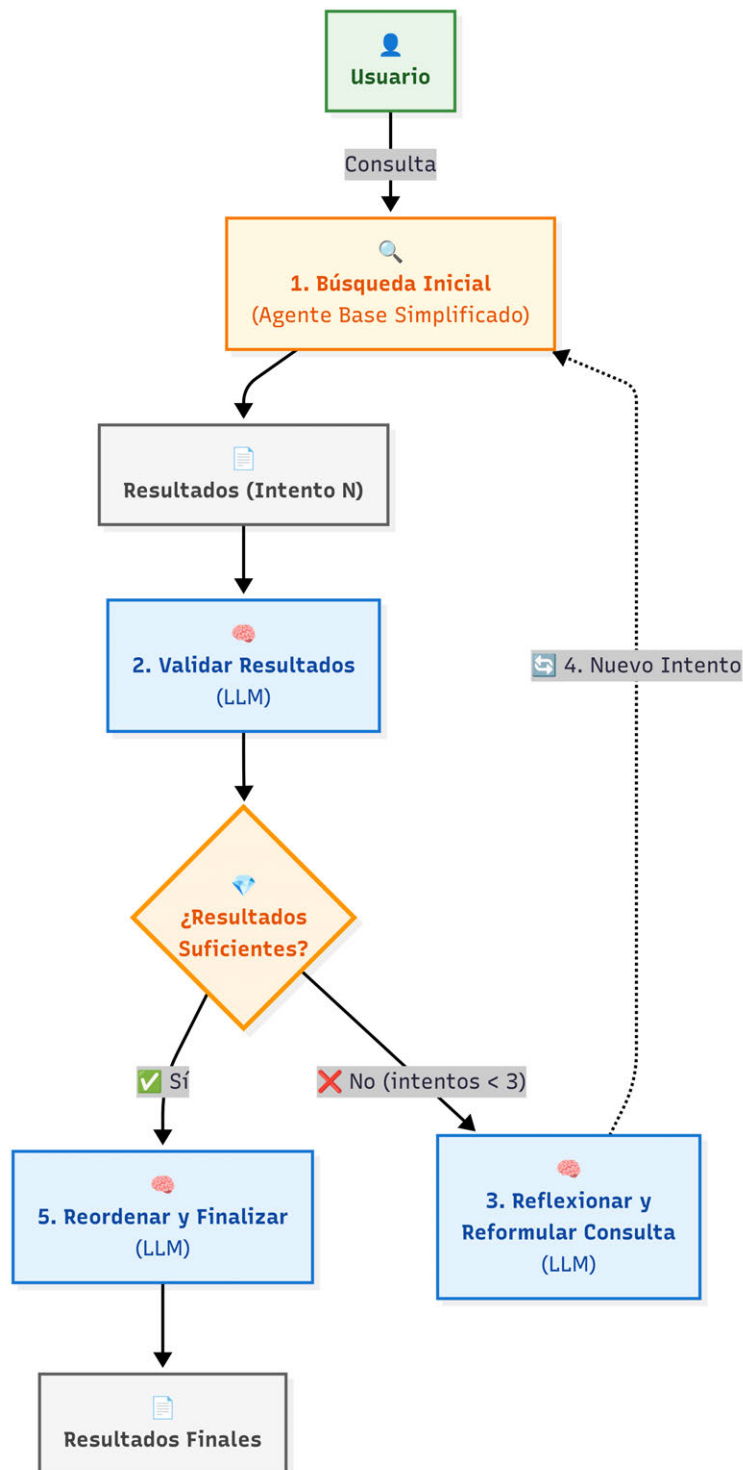 Usuario
Consulta
1. Búsqueda Inicial
(Agente Base Simplificado)
Resultados (Intento N)
2. Validar Resultados
(LLM)
4. Nuevo Intento
¿Resultados
Suficientes?
Sí
No (intentos < 3)
5. Reordenar y Finalizar
(LLM)
3. Reflexionar y
Reformular Consulta
(LLM)
Resultados Finales